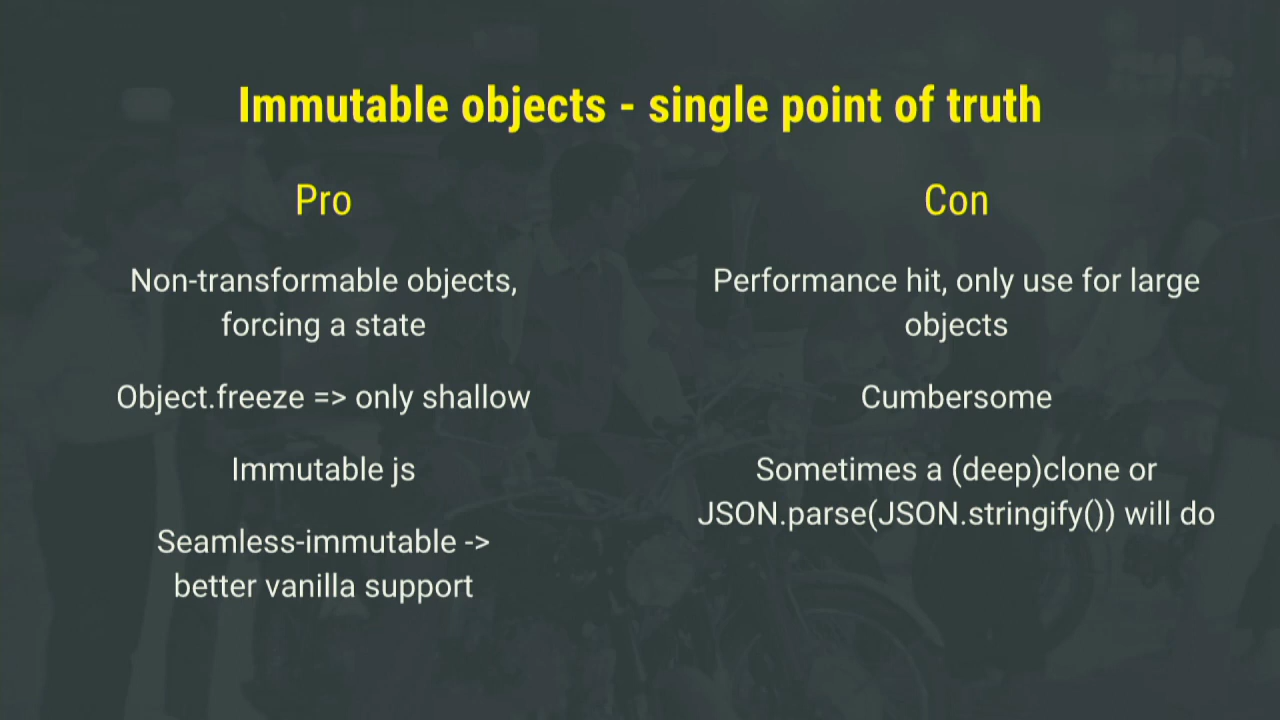 Immutable objects - single point of truth
Pro
Non-transformable objects,
forcing a state
Object.freeze => only shallow
Immutable js
Seamless-immutable ->
better vanilla support
Con
Performance hit, only use for large
objects
Cumbersome
Sometimes a (deep)clone or
JSON.parse(JSON.stringify()) will do